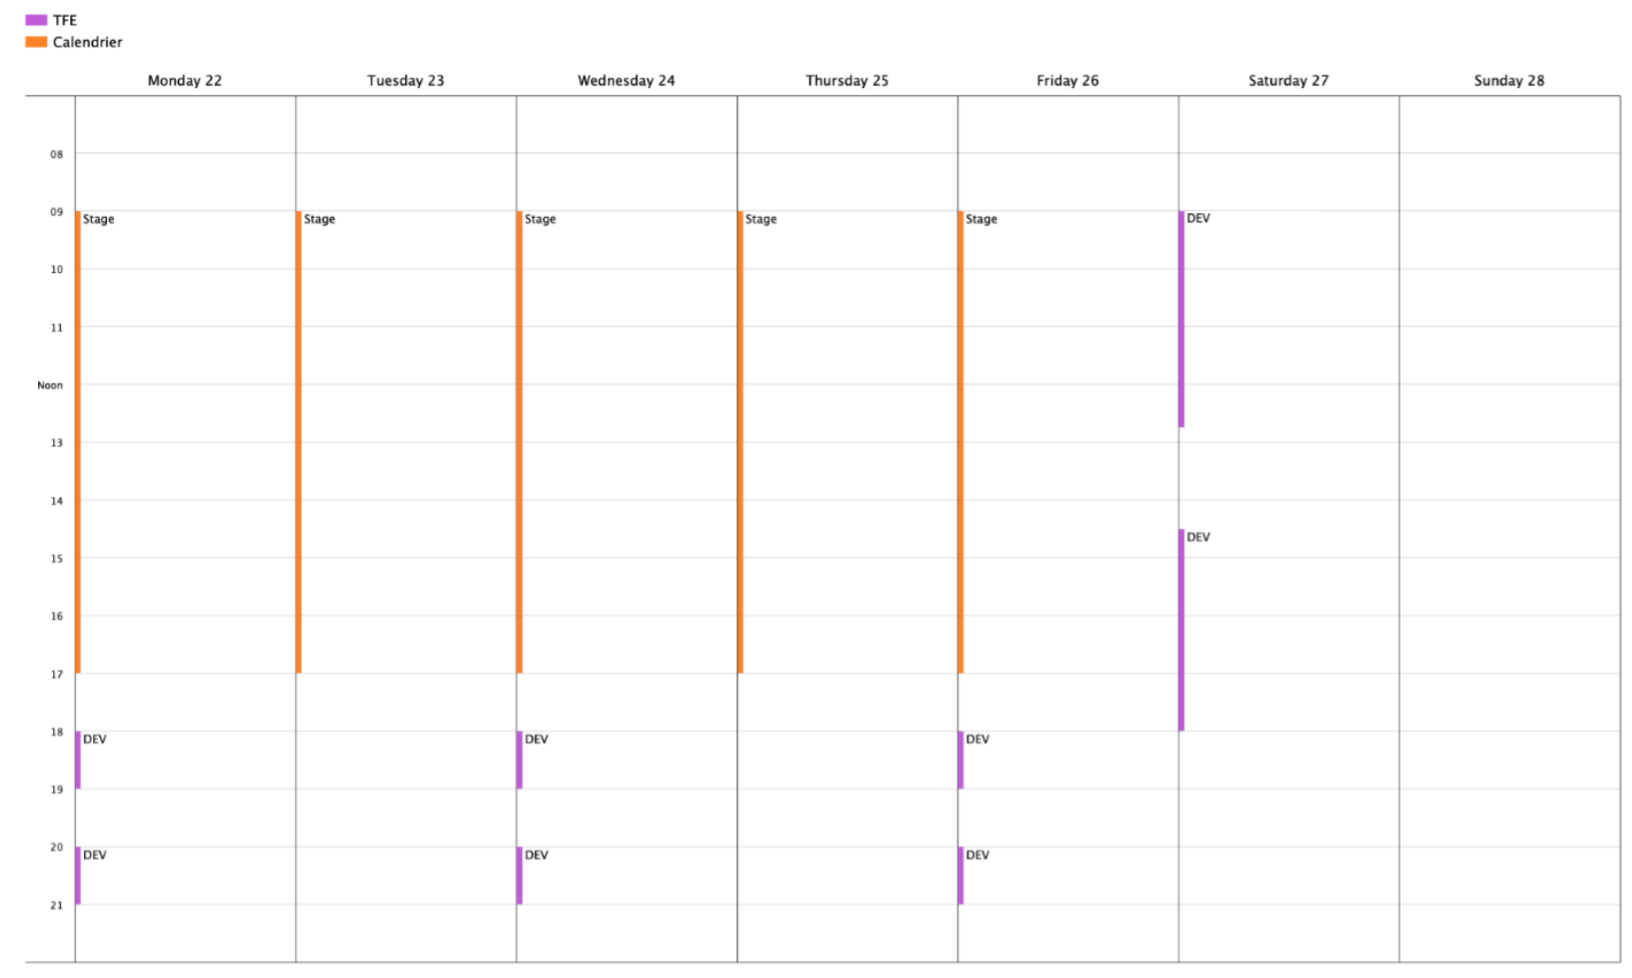 TFE
Calendrier
Monday 22 Tuesday 23 Wednesday 24 Thursday 25 Friday 26 Saturday 27 Sunday 28
08
09 Stage Stage Stage Stage Stage DEV
10
11
Noon
13
14
DEV
15
16
17
18 DEV DEV DEV
19
20 DEV DEV DEV
21